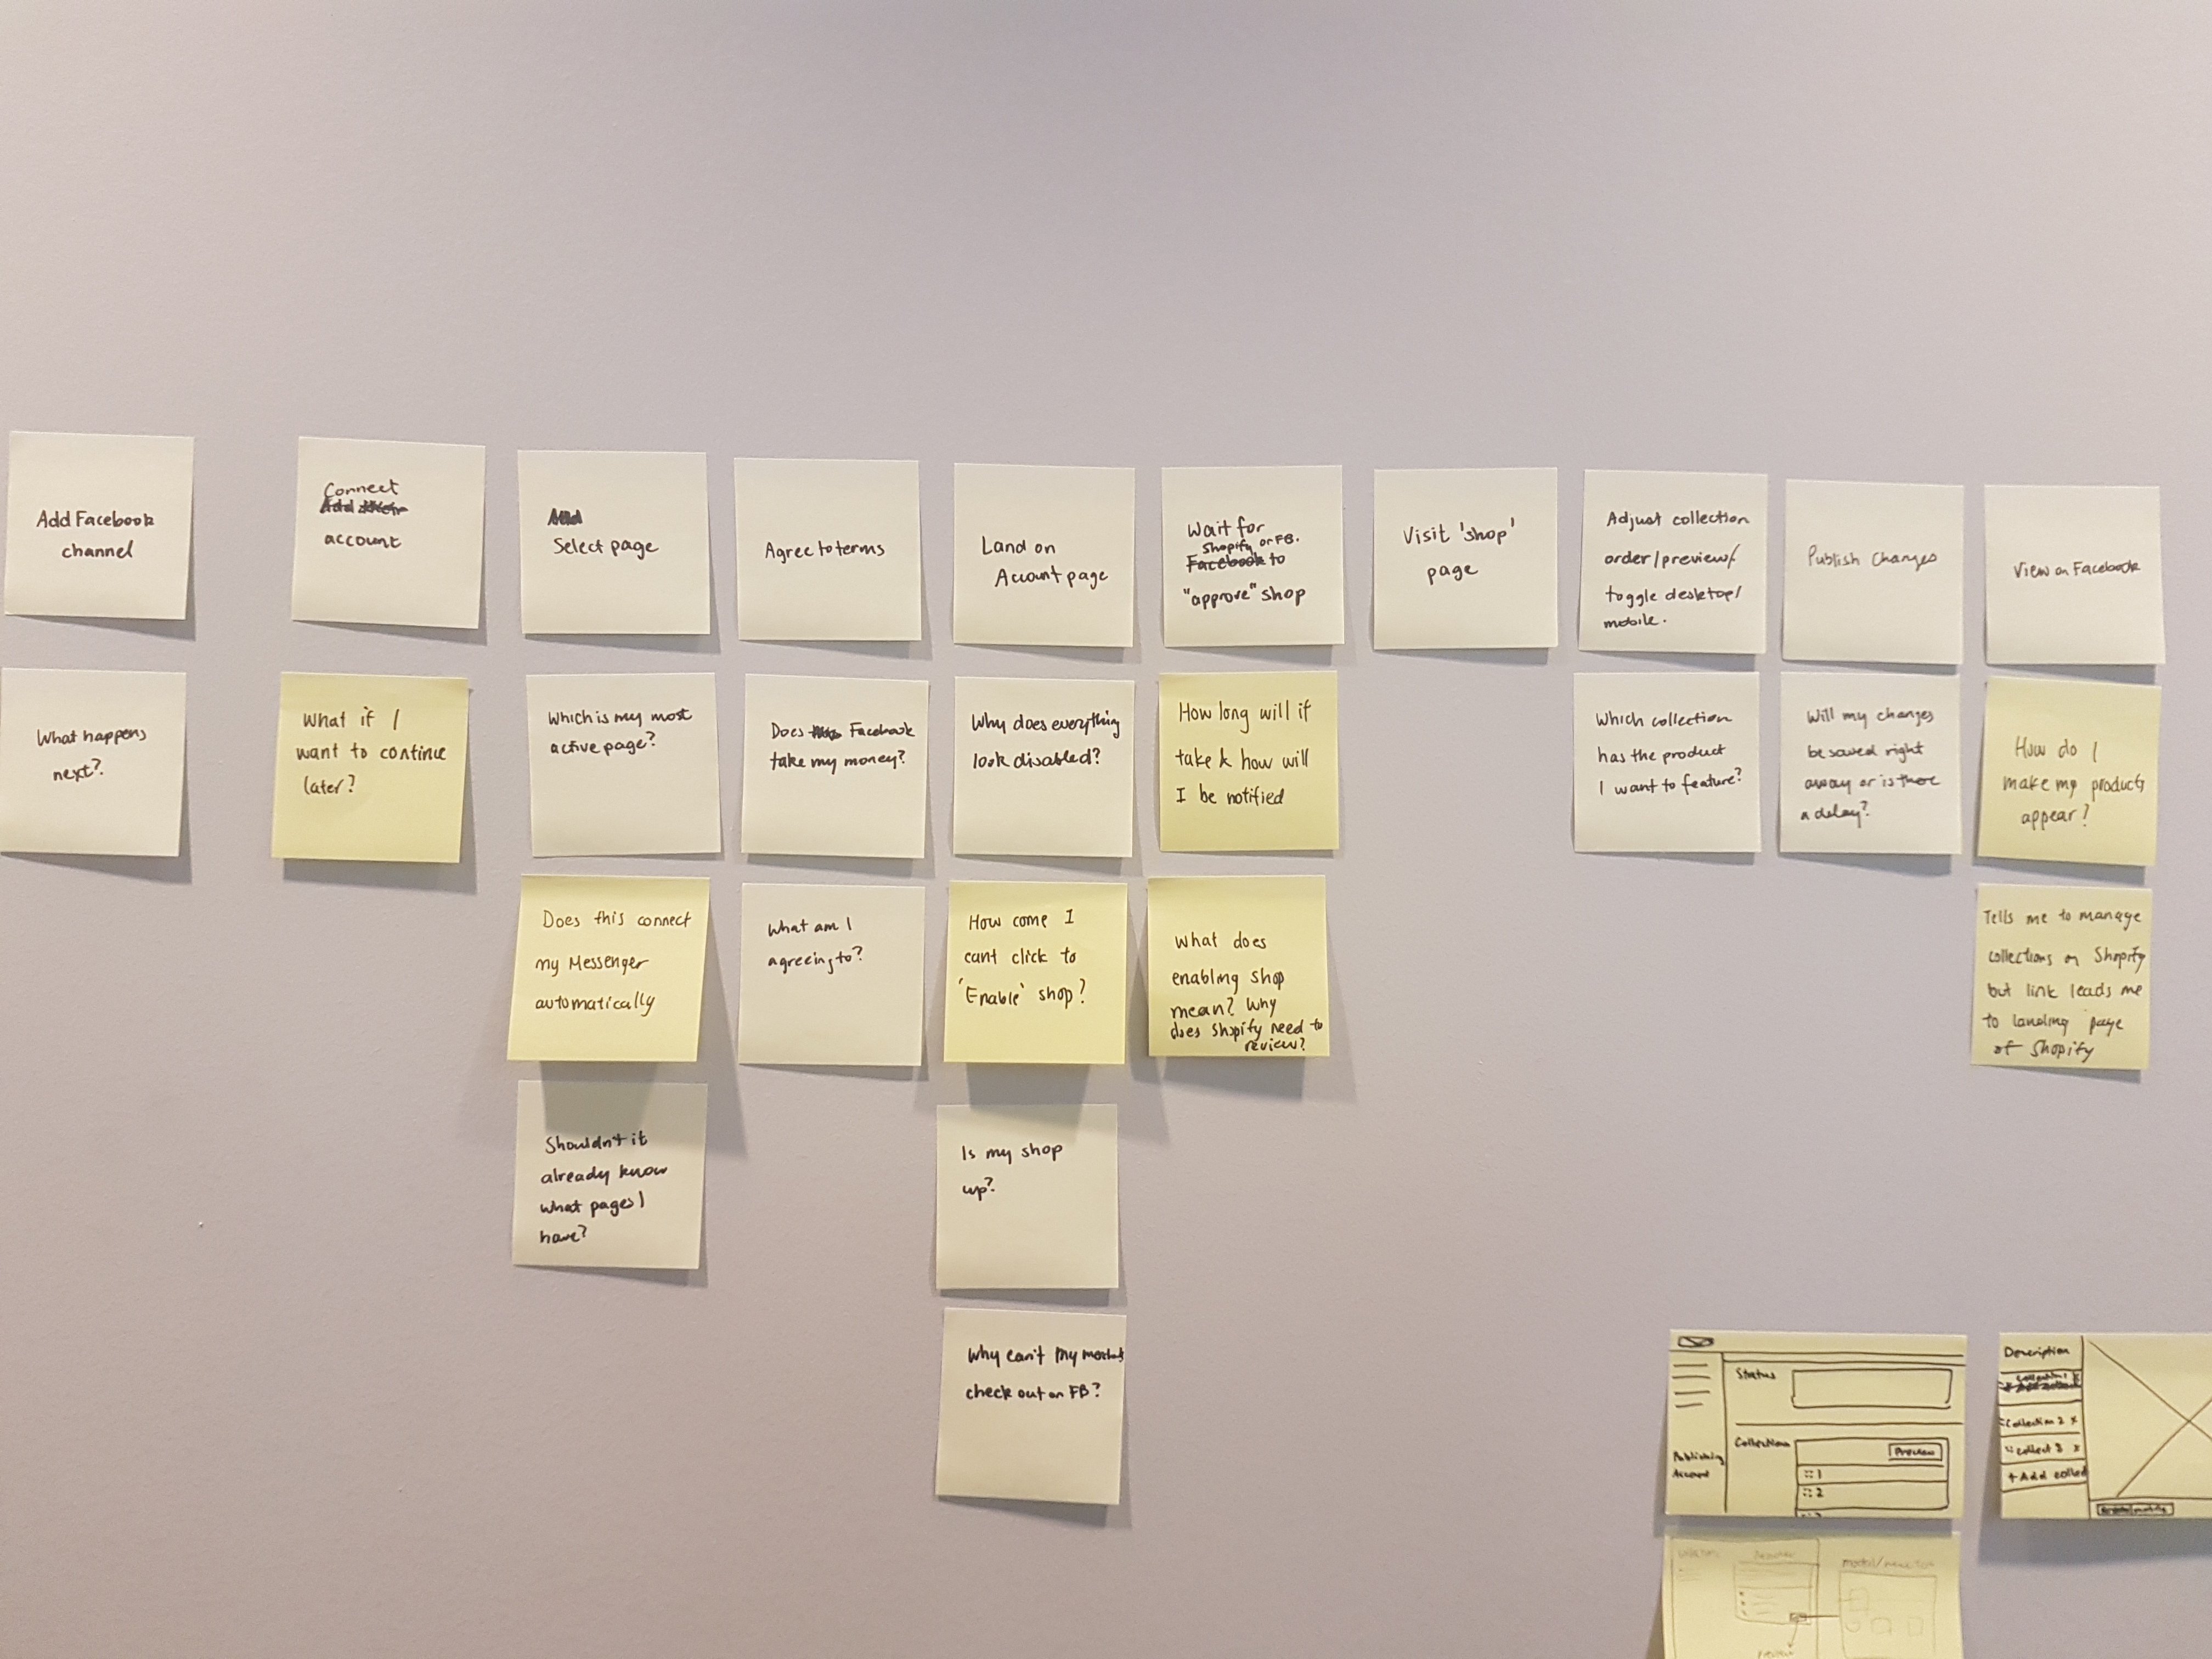 Add Facebook
channel
Connect
account
Select page
Agree to terms
Land on
Account page
Wait for
Shopify or FB.
Facebook to
"approve" shop
Visit 'shop'
page
Adjust collection
order/preview/
toggle desktop/
mobile.
Publish Changes
View on Facebook
What happens
next?
What if I
want to continue
later?
Which is my most
active page?
Does Facebook
take my money?
Why does everything
look disabled?
How long will it
take & how will
I be notified
Which collection
has the product
I want to feature?
Will my changes
be saved right
away or is there
a delay?
How do I
make my products
appear?
Does this connect
my Messenger
automatically
What am I
agreeing to?
How come I
cant click to
'Enable' shop?
What does
enabling shop
mean? Why
does Shopify need to
review?
Tells me to manage
collections on Shopify
but link leads me
to landing page
of Shopify
Shouldn't it
already know
what pages I
have?
Is my shop
up?
Why can't my
check out on FB?
Status
Collections
Preview
Publishing
Account
:: 1
:: 2
Description
Collection 1 x
:: Collection 2 x
:: collect 3 x
+ Add collect